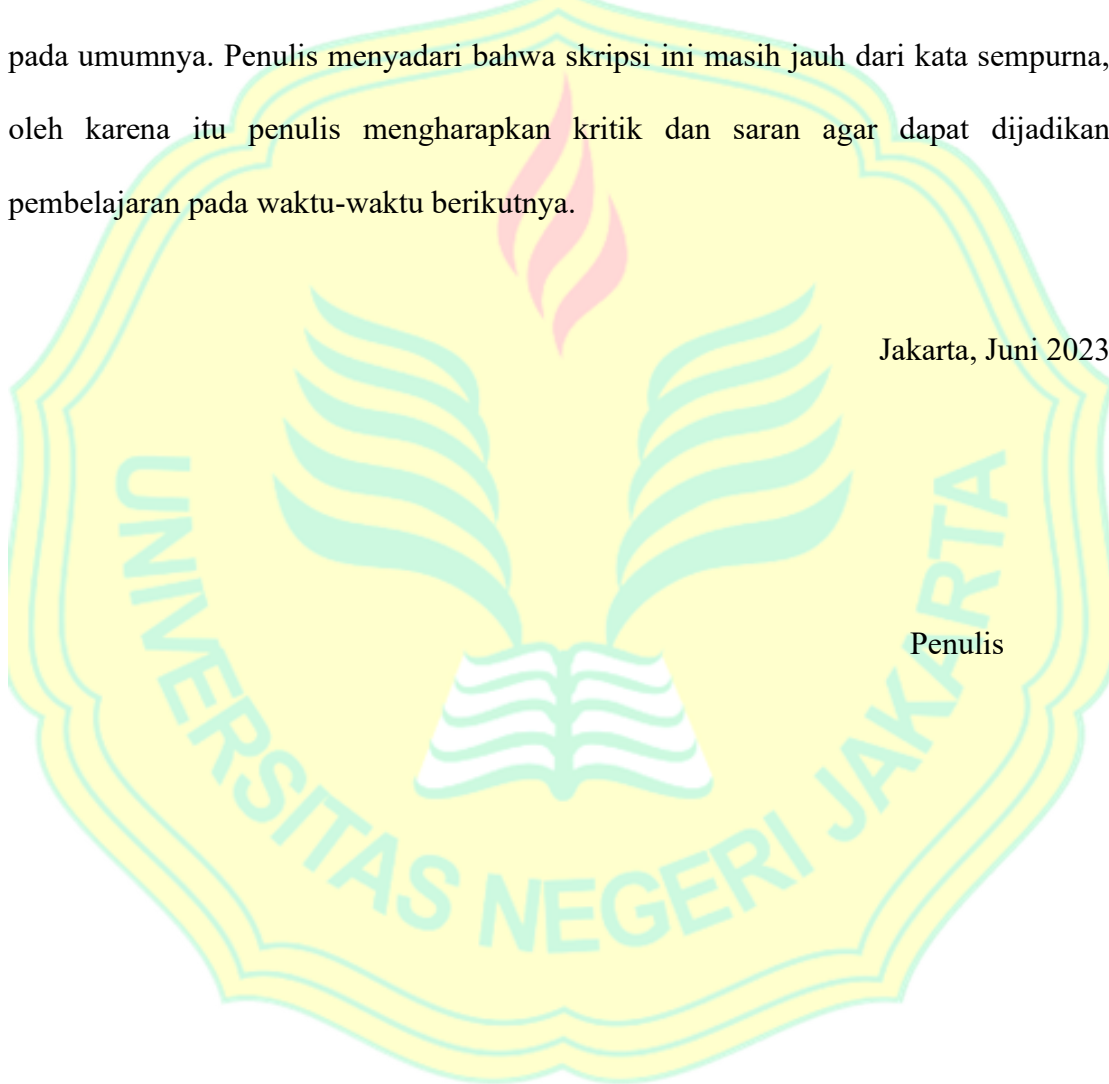 pada umumnya. Penulis menyadari bahwa skripsi ini masih jauh dari kata sempurna,
oleh karena itu penulis mengharapkan kritik dan saran agar dapat dijadikan
pembelajaran pada waktu-waktu berikutnya.
Jakarta, Juni 2023
Penulis
UNIVERSITAS NEGERI JAKARTA